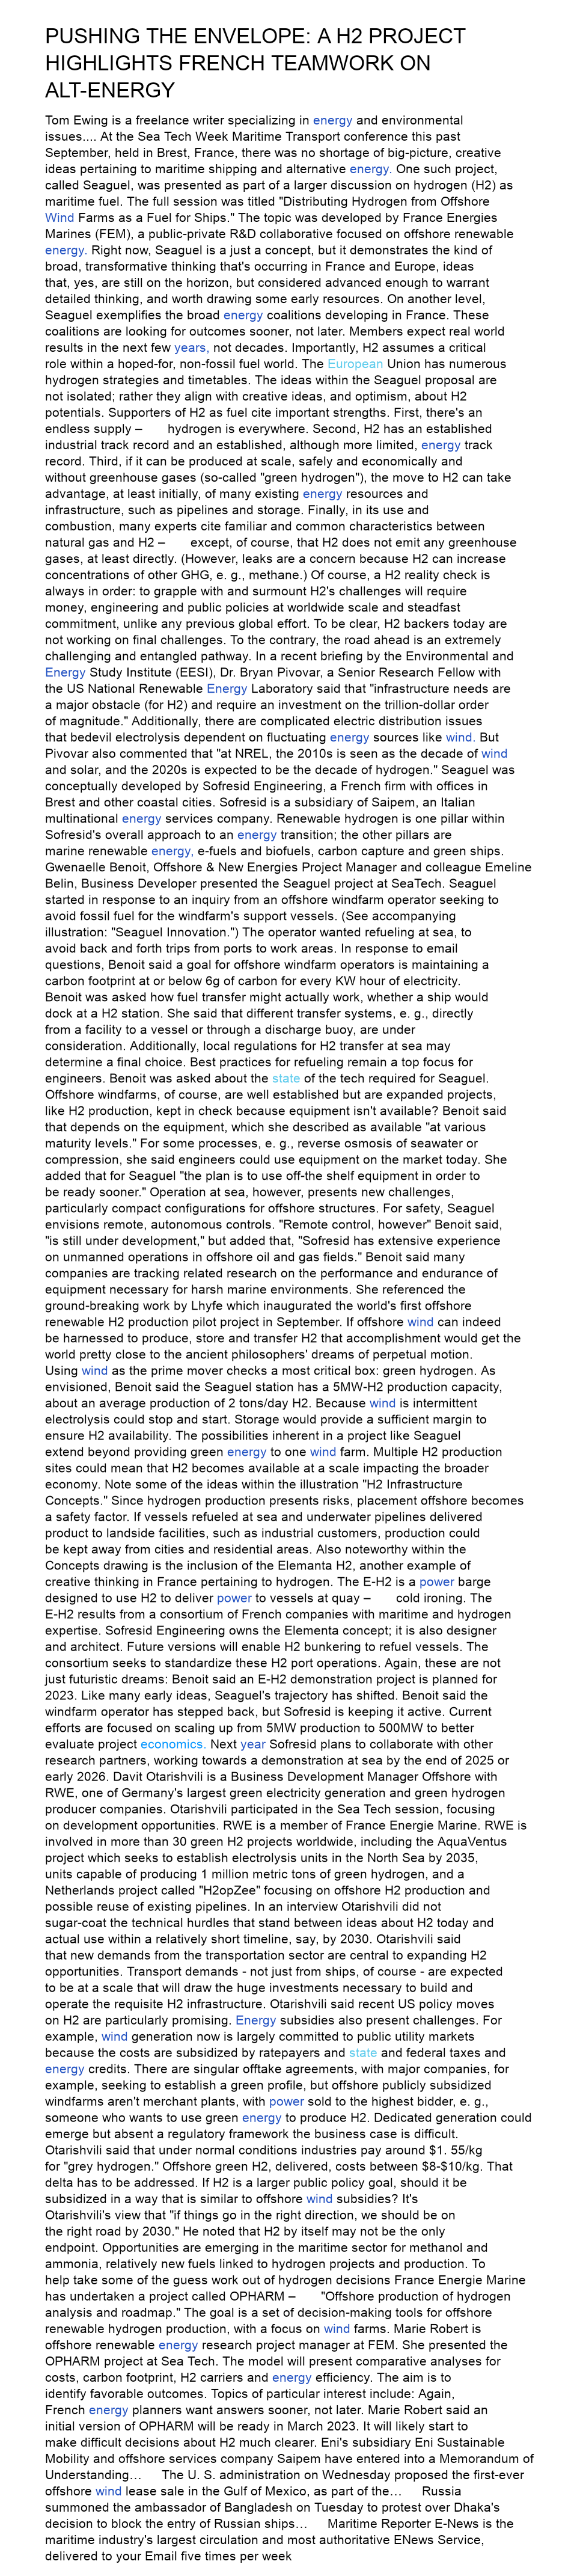 PUSHING THE ENVELOPE: A H2 PROJECT
HIGHLIGHTS FRENCH TEAMWORK ON
ALT-ENERGY
Tom Ewing is a freelance writer specializing in energy and environmental
issues.... At the Sea Tech Week Maritime Transport conference this past
September, held in Brest, France, there was no shortage of big-picture, creative
ideas pertaining to maritime shipping and alternative energy. One such project,
called Seaguel, was presented as part of a larger discussion on hydrogen (H2) as
maritime fuel. The full session was titled "Distributing Hydrogen from Offshore
Wind Farms as a Fuel for Ships." The topic was developed by France Energies
Marines (FEM), a public-private R&D collaborative focused on offshore renewable
energy. Right now, Seaguel is a just a concept, but it demonstrates the kind of
broad, transformative thinking that's occurring in France and Europe, ideas
that, yes, are still on the horizon, but considered advanced enough to warrant
detailed thinking, and worth drawing some early resources. On another level,
Seaguel exemplifies the broad energy coalitions developing in France. These
coalitions are looking for outcomes sooner, not later. Members expect real world
results in the next few years, not decades. Importantly, H2 assumes a critical
role within a hoped-for, non-fossil fuel world. The European Union has numerous
hydrogen strategies and timetables. The ideas within the Seaguel proposal are
not isolated; rather they align with creative ideas, and optimism, about H2
potentials. Supporters of H2 as fuel cite important strengths. First, there's an
endless supply – hydrogen is everywhere. Second, H2 has an established
industrial track record and an established, although more limited, energy track
record. Third, if it can be produced at scale, safely and economically and
without greenhouse gases (so-called "green hydrogen"), the move to H2 can take
advantage, at least initially, of many existing energy resources and
infrastructure, such as pipelines and storage. Finally, in its use and
combustion, many experts cite familiar and common characteristics between
natural gas and H2 – except, of course, that H2 does not emit any greenhouse
gases, at least directly. (However, leaks are a concern because H2 can increase
concentrations of other GHG, e. g., methane.) Of course, a H2 reality check is
always in order: to grapple with and surmount H2's challenges will require
money, engineering and public policies at worldwide scale and steadfast
commitment, unlike any previous global effort. To be clear, H2 backers today are
not working on final challenges. To the contrary, the road ahead is an extremely
challenging and entangled pathway. In a recent briefing by the Environmental and
Energy Study Institute (EESI), Dr. Bryan Pivovar, a Senior Research Fellow with
the US National Renewable Energy Laboratory said that "infrastructure needs are
a major obstacle (for H2) and require an investment on the trillion-dollar order
of magnitude." Additionally, there are complicated electric distribution issues
that bedevil electrolysis dependent on fluctuating energy sources like wind. But
Pivovar also commented that "at NREL, the 2010s is seen as the decade of wind
and solar, and the 2020s is expected to be the decade of hydrogen." Seaguel was
conceptually developed by Sofresid Engineering, a French firm with offices in
Brest and other coastal cities. Sofresid is a subsidiary of Saipem, an Italian
multinational energy services company. Renewable hydrogen is one pillar within
Sofresid's overall approach to an energy transition; the other pillars are
marine renewable energy, e-fuels and biofuels, carbon capture and green ships.
Gwenaelle Benoit, Offshore & New Energies Project Manager and colleague Emeline
Belin, Business Developer presented the Seaguel project at SeaTech. Seaguel
started in response to an inquiry from an offshore windfarm operator seeking to
avoid fossil fuel for the windfarm's support vessels. (See accompanying
illustration: "Seaguel Innovation.") The operator wanted refueling at sea, to
avoid back and forth trips from ports to work areas. In response to email
questions, Benoit said a goal for offshore windfarm operators is maintaining a
carbon footprint at or below 6g of carbon for every KW hour of electricity.
Benoit was asked how fuel transfer might actually work, whether a ship would
dock at a H2 station. She said that different transfer systems, e. g., directly
from a facility to a vessel or through a discharge buoy, are under
consideration. Additionally, local regulations for H2 transfer at sea may
determine a final choice. Best practices for refueling remain a top focus for
engineers. Benoit was asked about the state of the tech required for Seaguel.
Offshore windfarms, of course, are well established but are expanded projects,
like H2 production, kept in check because equipment isn't available? Benoit said
that depends on the equipment, which she described as available "at various
maturity levels." For some processes, e. g., reverse osmosis of seawater or
compression, she said engineers could use equipment on the market today. She
added that for Seaguel "the plan is to use off-the shelf equipment in order to
be ready sooner." Operation at sea, however, presents new challenges,
particularly compact configurations for offshore structures. For safety, Seaguel
envisions remote, autonomous controls. "Remote control, however" Benoit said,
"is still under development," but added that, "Sofresid has extensive experience
on unmanned operations in offshore oil and gas fields." Benoit said many
companies are tracking related research on the performance and endurance of
equipment necessary for harsh marine environments. She referenced the
ground-breaking work by Lhyfe which inaugurated the world's first offshore
renewable H2 production pilot project in September. If offshore wind can indeed
be harnessed to produce, store and transfer H2 that accomplishment would get the
world pretty close to the ancient philosophers' dreams of perpetual motion.
Using wind as the prime mover checks a most critical box: green hydrogen. As
envisioned, Benoit said the Seaguel station has a 5MW-H2 production capacity,
about an average production of 2 tons/day H2. Because wind is intermittent
electrolysis could stop and start. Storage would provide a sufficient margin to
ensure H2 availability. The possibilities inherent in a project like Seaguel
extend beyond providing green energy to one wind farm. Multiple H2 production
sites could mean that H2 becomes available at a scale impacting the broader
economy. Note some of the ideas within the illustration "H2 Infrastructure
Concepts." Since hydrogen production presents risks, placement offshore becomes
a safety factor. If vessels refueled at sea and underwater pipelines delivered
product to landside facilities, such as industrial customers, production could
be kept away from cities and residential areas. Also noteworthy within the
Concepts drawing is the inclusion of the Elemanta H2, another example of
creative thinking in France pertaining to hydrogen. The E-H2 is a power barge
designed to use H2 to deliver power to vessels at quay – cold ironing. The
E-H2 results from a consortium of French companies with maritime and hydrogen
expertise. Sofresid Engineering owns the Elementa concept; it is also designer
and architect. Future versions will enable H2 bunkering to refuel vessels. The
consortium seeks to standardize these H2 port operations. Again, these are not
just futuristic dreams: Benoit said an E-H2 demonstration project is planned for
2023. Like many early ideas, Seaguel's trajectory has shifted. Benoit said the
windfarm operator has stepped back, but Sofresid is keeping it active. Current
efforts are focused on scaling up from 5MW production to 500MW to better
evaluate project economics. Next year Sofresid plans to collaborate with other
research partners, working towards a demonstration at sea by the end of 2025 or
early 2026. Davit Otarishvili is a Business Development Manager Offshore with
RWE, one of Germany's largest green electricity generation and green hydrogen
producer companies. Otarishvili participated in the Sea Tech session, focusing
on development opportunities. RWE is a member of France Energie Marine. RWE is
involved in more than 30 green H2 projects worldwide, including the AquaVentus
project which seeks to establish electrolysis units in the North Sea by 2035,
units capable of producing 1 million metric tons of green hydrogen, and a
Netherlands project called "H2opZee" focusing on offshore H2 production and
possible reuse of existing pipelines. In an interview Otarishvili did not
sugar-coat the technical hurdles that stand between ideas about H2 today and
actual use within a relatively short timeline, say, by 2030. Otarishvili said
that new demands from the transportation sector are central to expanding H2
opportunities. Transport demands - not just from ships, of course - are expected
to be at a scale that will draw the huge investments necessary to build and
operate the requisite H2 infrastructure. Otarishvili said recent US policy moves
on H2 are particularly promising. Energy subsidies also present challenges. For
example, wind generation now is largely committed to public utility markets
because the costs are subsidized by ratepayers and state and federal taxes and
energy credits. There are singular offtake agreements, with major companies, for
example, seeking to establish a green profile, but offshore publicly subsidized
windfarms aren't merchant plants, with power sold to the highest bidder, e. g.,
someone who wants to use green energy to produce H2. Dedicated generation could
emerge but absent a regulatory framework the business case is difficult.
Otarishvili said that under normal conditions industries pay around $1. 55/kg
for "grey hydrogen." Offshore green H2, delivered, costs between $8-$10/kg. That
delta has to be addressed. If H2 is a larger public policy goal, should it be
subsidized in a way that is similar to offshore wind subsidies? It's
Otarishvili's view that "if things go in the right direction, we should be on
the right road by 2030." He noted that H2 by itself may not be the only
endpoint. Opportunities are emerging in the maritime sector for methanol and
ammonia, relatively new fuels linked to hydrogen projects and production. To
help take some of the guess work out of hydrogen decisions France Energie Marine
has undertaken a project called OPHARM – "Offshore production of hydrogen
analysis and roadmap." The goal is a set of decision-making tools for offshore
renewable hydrogen production, with a focus on wind farms. Marie Robert is
offshore renewable energy research project manager at FEM. She presented the
OPHARM project at Sea Tech. The model will present comparative analyses for
costs, carbon footprint, H2 carriers and energy efficiency. The aim is to
identify favorable outcomes. Topics of particular interest include: Again,
French energy planners want answers sooner, not later. Marie Robert said an
initial version of OPHARM will be ready in March 2023. It will likely start to
make difficult decisions about H2 much clearer. Eni's subsidiary Eni Sustainable
Mobility and offshore services company Saipem have entered into a Memorandum of
Understanding… The U. S. administration on Wednesday proposed the first-ever
offshore wind lease sale in the Gulf of Mexico, as part of the… Russia
summoned the ambassador of Bangladesh on Tuesday to protest over Dhaka's
decision to block the entry of Russian ships… Maritime Reporter E-News is the
maritime industry's largest circulation and most authoritative ENews Service,
delivered to your Email five times per week